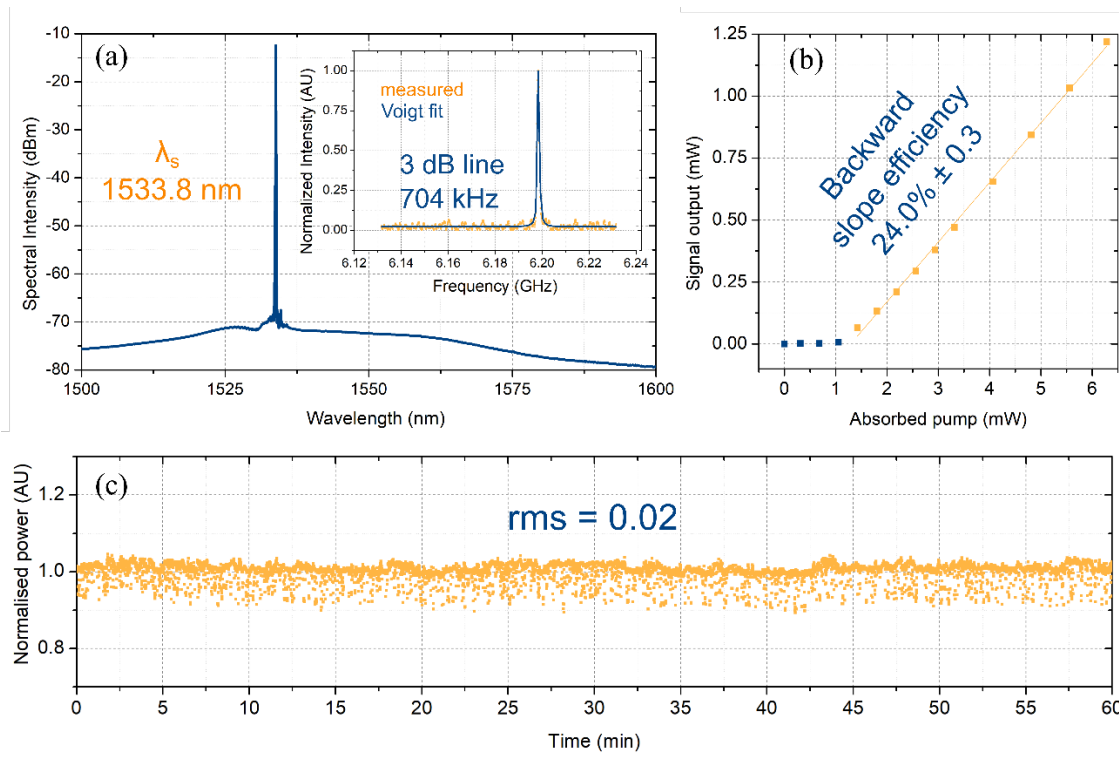 (a)
-10
-20
-30
-40
-50
-60
-70
-80
Spectral Intensity (dBm)
λs
1533.8 nm
1500
1525
1550
1575
1600
Wavelength (nm)
Normalized Intensity (AU)
1.00
0.75
0.50
0.25
0.00
measured
Voigt fit
3 dB line
704 kHz
6.12
6.14
6.16
6.18
6.20
6.22
6.24
Frequency (GHz)
(b)
1.25
1.00
0.75
0.50
0.25
0.00
Signal output (mW)
Backward
slope efficiency
24.0% ± 0.3
0
1
2
3
4
5
6
Absorbed pump (mW)
(c)
Normalised power (AU)
1.2
1.0
0.8
rms = 0.02
0
5
10
15
20
25
30
35
40
45
50
55
60
Time (min)